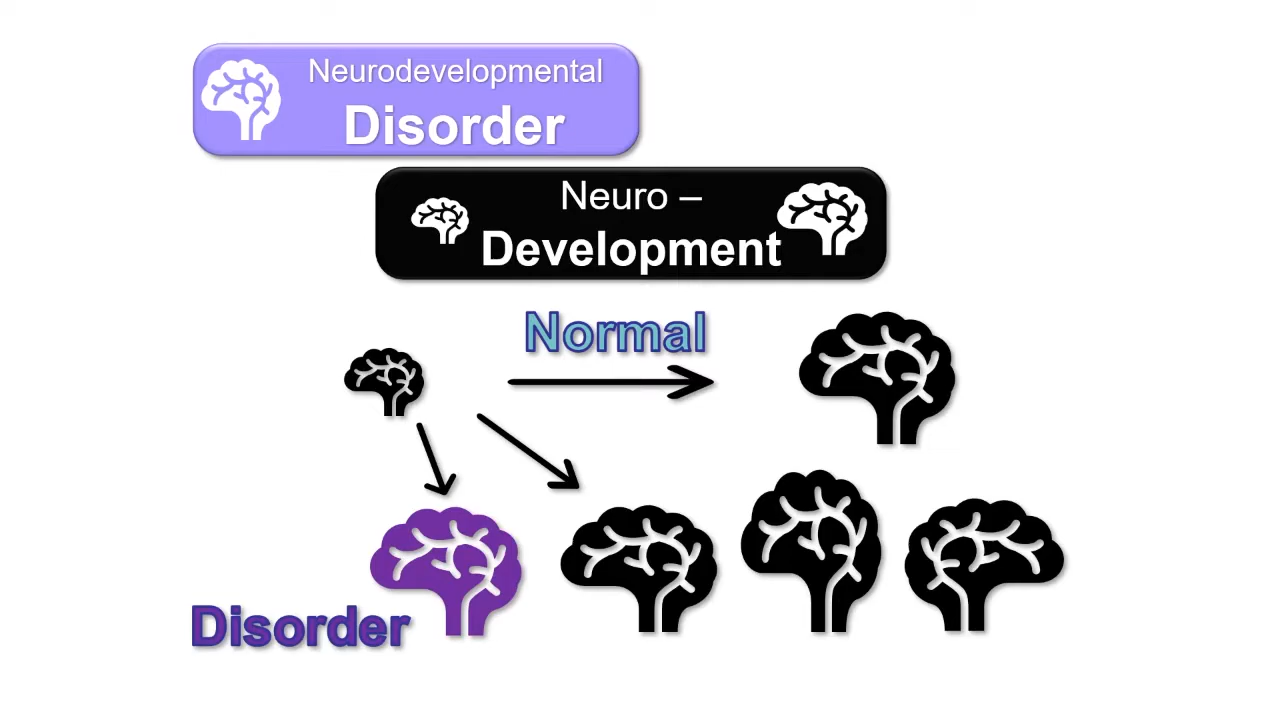 Neurodevelopmental
Disorder
Neuro –
Development
Normal
Disorder